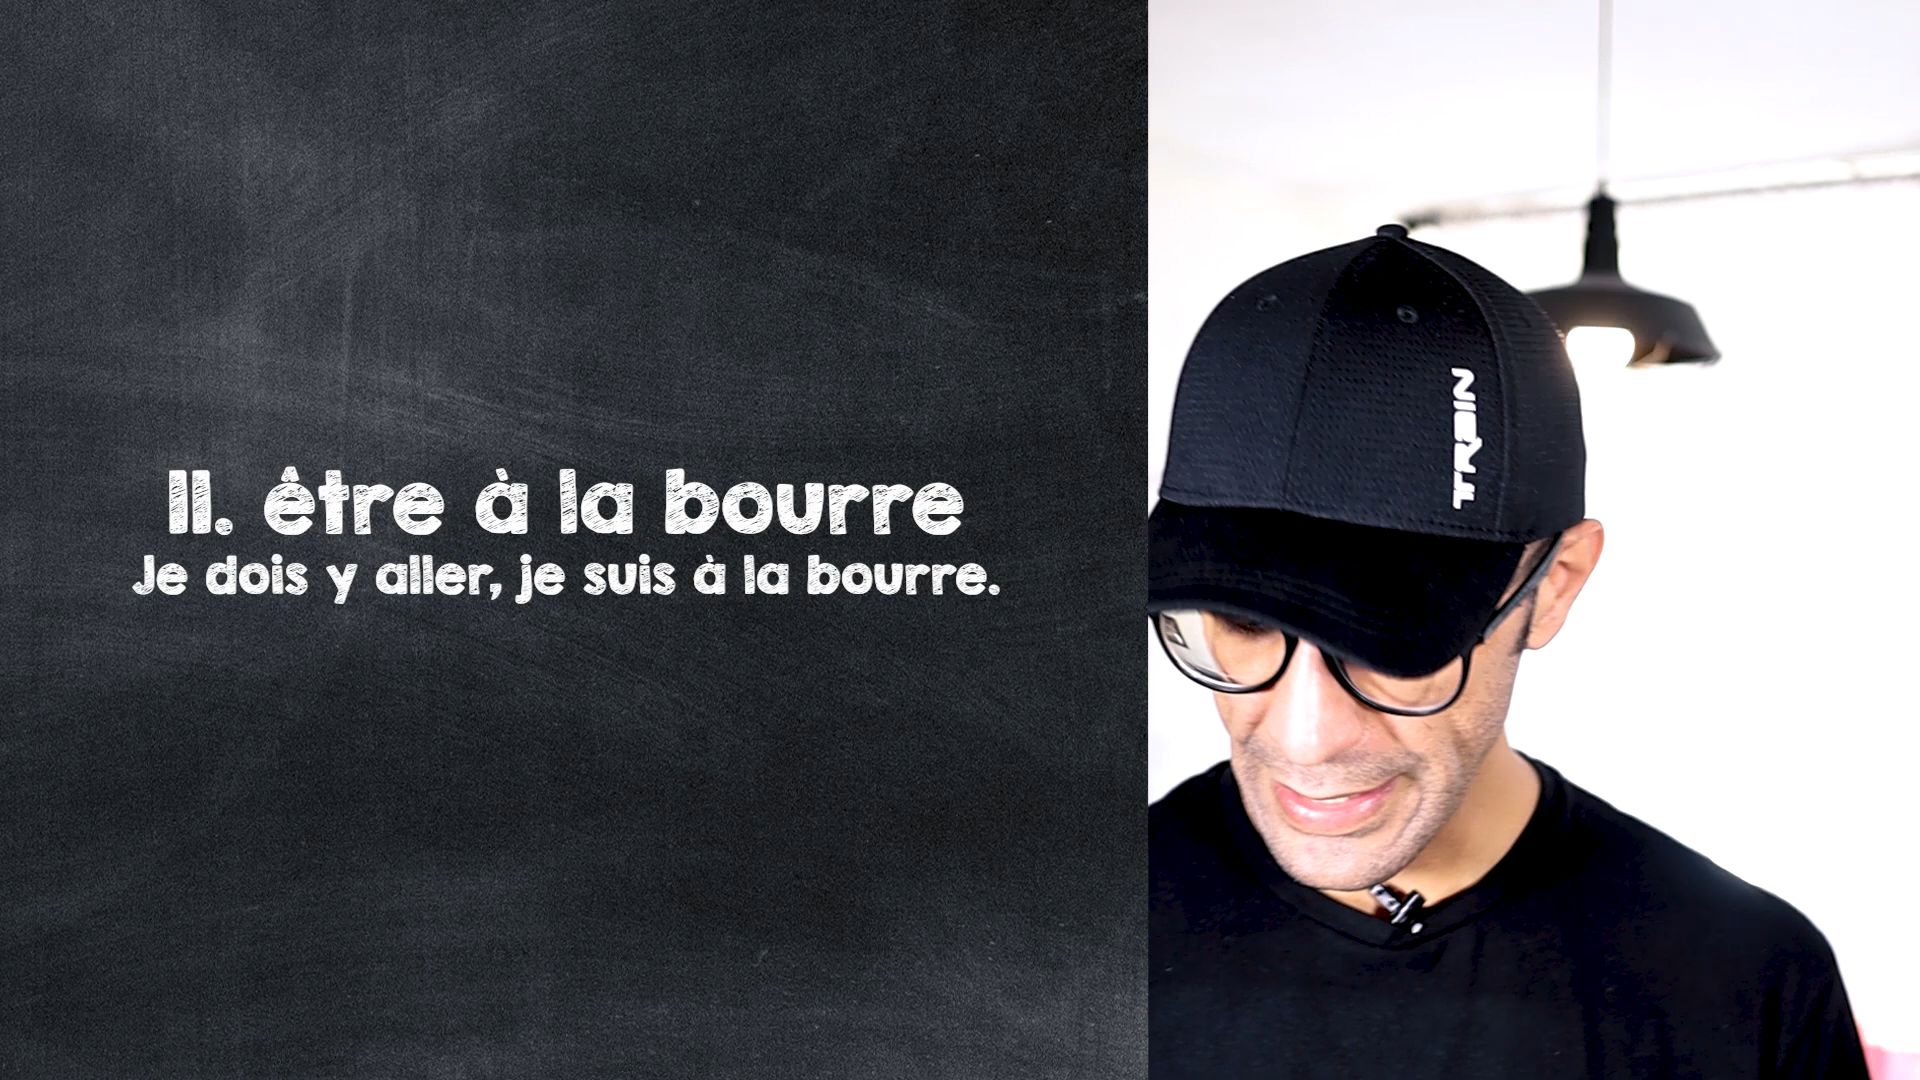 11. être à la bourre
Je dois y aller, je suis à la bourre.
TRAIN